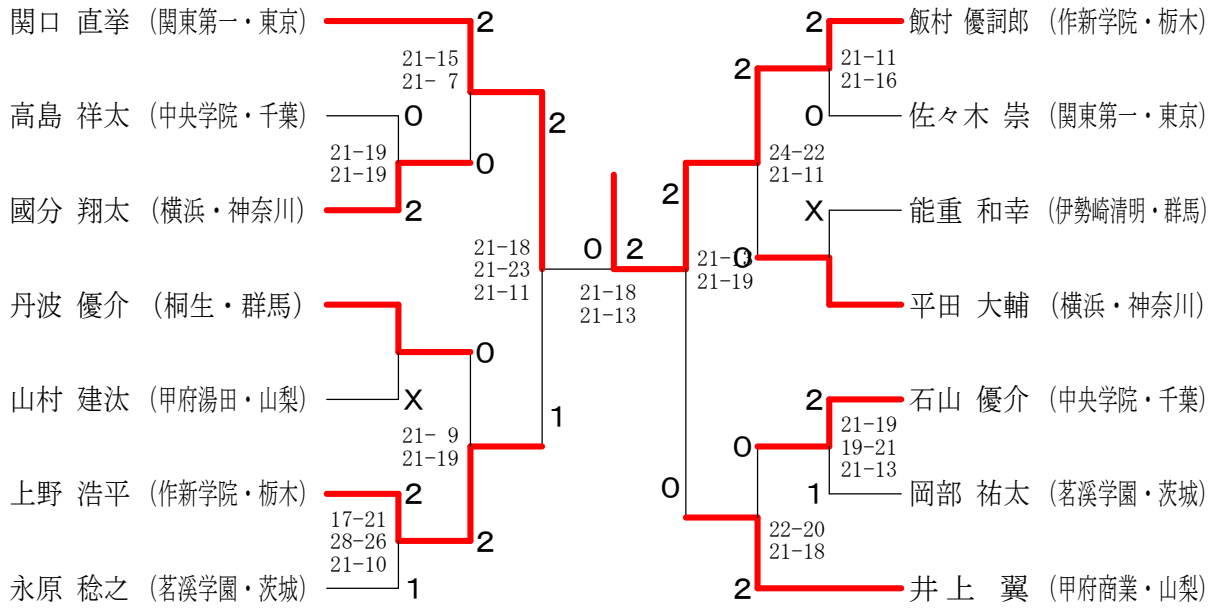 関口 直挙 (関東第一・東京)
2
21-15
21- 7
高島 祥太 (中央学院・千葉)
0
21-19
21-19
0
國分 翔太 (横浜・神奈川)
2
2
21-18
21-23
21-11
丹波 優介 (桐生・群馬)
0
山村 建汰 (甲府湯田・山梨)
X
21- 9
21-19
1
上野 浩平 (作新学院・栃木)
2
17-21
28-26
21-10
2
永原 稔之 (茗溪学園・茨城)
1
0
2
21-18
21-13
2 飯村 優詞郎 (作新学院・栃木)
2
21-11
21-16
0 佐々木 崇 (関東第一・東京)
24-22
21-11
2
X 能重 和幸 (伊勢崎清明・群馬)
0
21-13
21-19
平田 大輔 (横浜・神奈川)
2 石山 優介 (中央学院・千葉)
21-19
19-21
21-13
0
1 岡部 祐太 (茗溪学園・茨城)
0
22-20
21-18
2 井上 翼 (甲府商業・山梨)